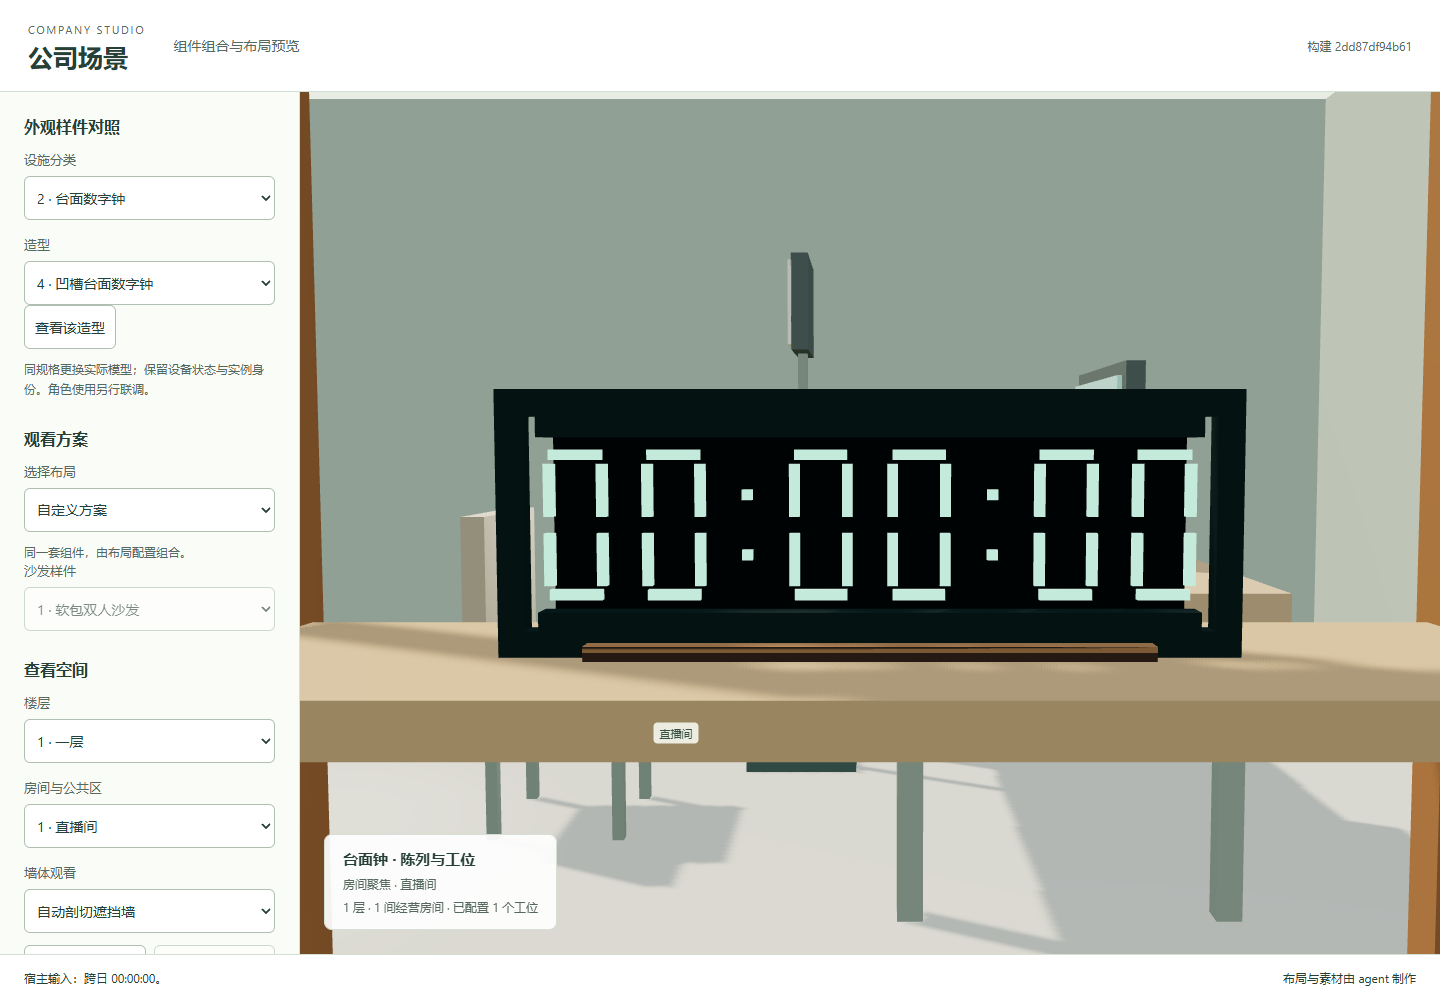 COMPANY STUDIO
公司场景
组件组合与布局预览
构建 2dd87df94b61
外观样件对照
设施分类
2 · 台面数字钟
造型
4 · 凹槽台面数字钟
查看该造型
同规格更换实际模型；保留设备状态与实例身
份。角色使用另行联调。
观看方案
选择布局
自定义方案
同一套组件，由布局配置组合。
沙发样件
1 · 软包双人沙发
查看空间
楼层
1 · 一层
房间与公共区
1 · 直播间
墙体观看
自动剖切遮挡墙
00:00:00
直播间
台面钟 · 陈列与工位
房间聚焦 · 直播间
1 层 · 1 间经营房间 · 已配置 1 个工位
宿主输入：跨日 00:00:00。
布局与素材由 agent 制作